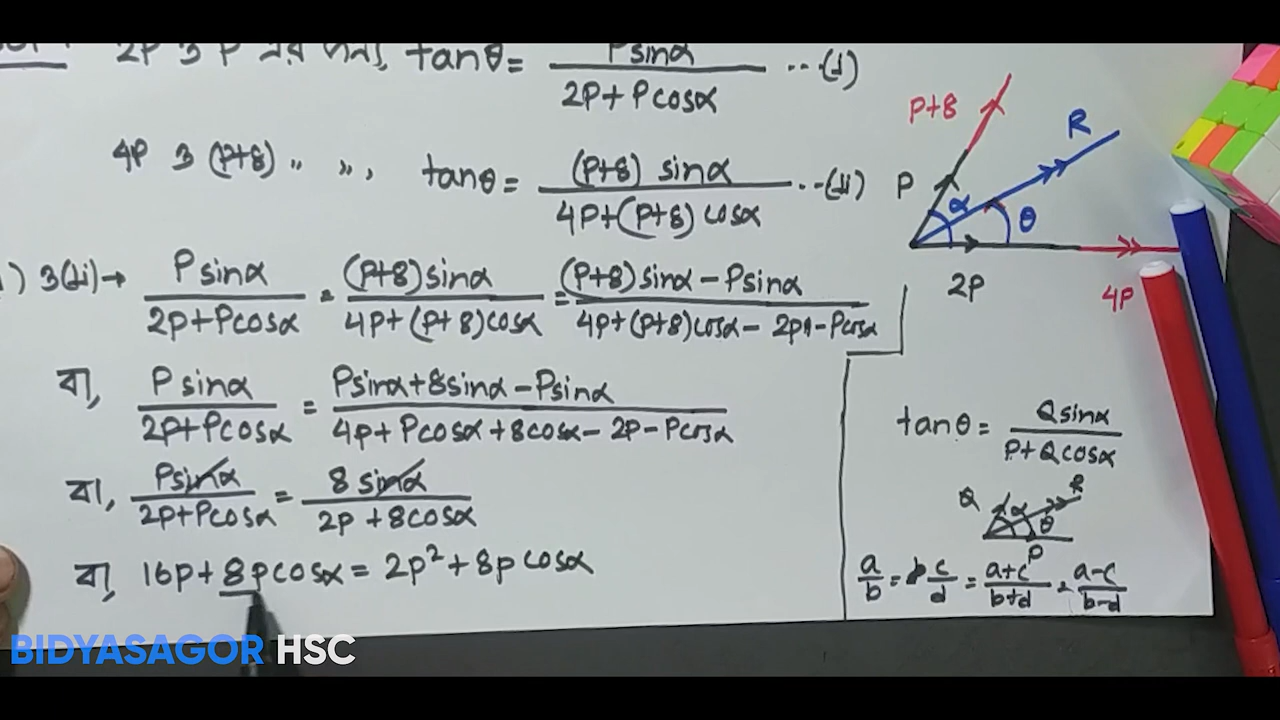 2P ও P এর জন্য, tanθ = Psinα / 2P+Pcosα ...(i)
4P ও (P+8) " " , tanθ = (P+8) sinα / 4P+(P+8) cosα ...(ii)
) ও(ii)→ Psinα / 2P+Pcosα = (P+8)sinα / 4P+(P+8)cosα = (P+8)sinα - Psinα / 4P+(P+8)cosα - 2P - Pcosα
বা, Psinα / 2P+Pcosα = Psinα+8sinα-Psinα / 4P+Pcosα+8cosα-2P-Pcosα
বা, Psinα / 2P+Pcosα = 8 sinα / 2P+8cosα
বা, 16P+8Pcosα = 2P²+8Pcosα
P+8
R
P
α
θ
2P
4P
tanθ = Qsinα / P+Qcosα
Q
α
R
θ
P
a/b = c/d = a+c/b+d = a-c/b-d
BIDYASAGOR HSC